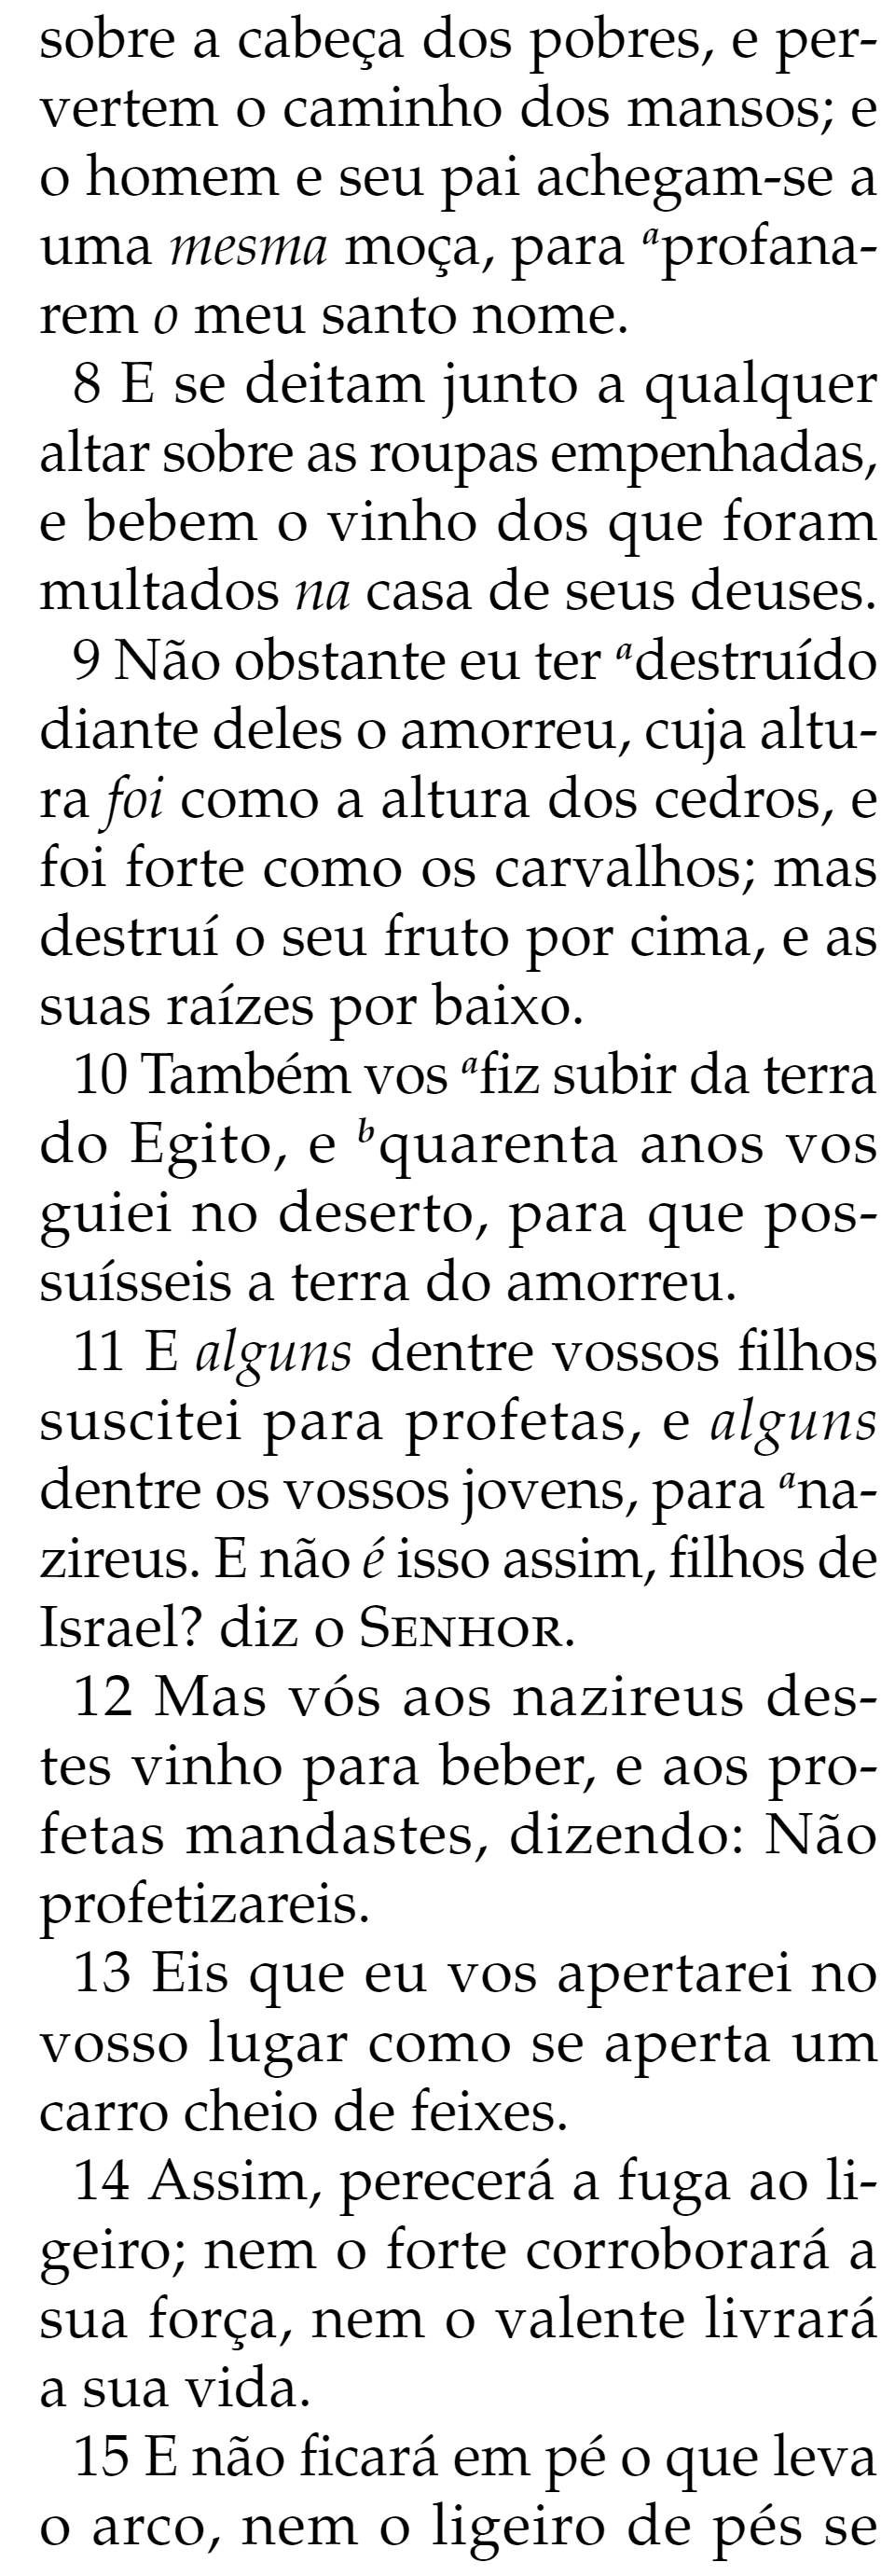 sobre a cabeça dos pobres, e per-
vertem o caminho dos mansos; e
o homem e seu pai achegam-se a
uma mesma moça, para aprofana-
rem o meu santo nome.
8 E se deitam junto a qualquer
altar sobre as roupas empenhadas,
e bebem o vinho dos que foram
multados na casa de seus deuses.
9 Não obstante eu ter adestruído
diante deles o amorreu, cuja altu-
ra foi como a altura dos cedros, e
foi forte como os carvalhos; mas
destruí o seu fruto por cima, e as
suas raízes por baixo.
10 Também vos afiz subir da terra
do Egito, e bquarenta anos vos
guiei no deserto, para que pos-
suísseis a terra do amorreu.
11 E alguns dentre vossos filhos
suscitei para profetas, e alguns
dentre os vossos jovens, para ana-
zireus. E não é isso assim, filhos de
Israel? diz o SENHOR.
12 Mas vós aos nazireus des-
tes vinho para beber, e aos pro-
fetas mandastes, dizendo: Não
profetizareis.
13 Eis que eu vos apertarei no
vosso lugar como se aperta um
carro cheio de feixes.
14 Assim, perecerá a fuga ao li-
geiro; nem o forte corroborará a
sua força, nem o valente livrará
a sua vida.
15 E não ficará em pé o que leva
o arco, nem o ligeiro de pés se